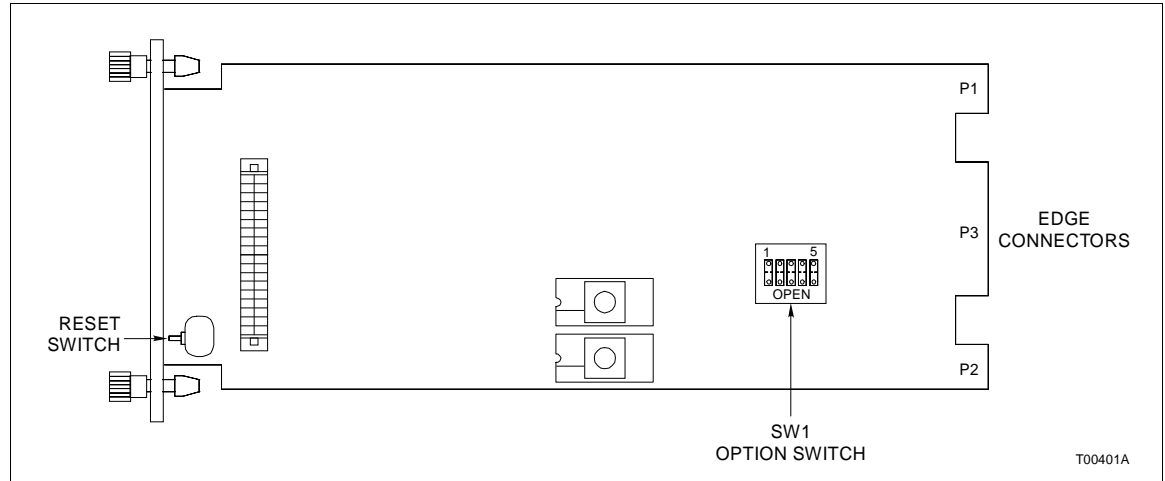 P1
EDGE
CONNECTORS
P3
1 5
OPEN
RESET
SWITCH
P2
SW1
OPTION SWITCH
T00401A